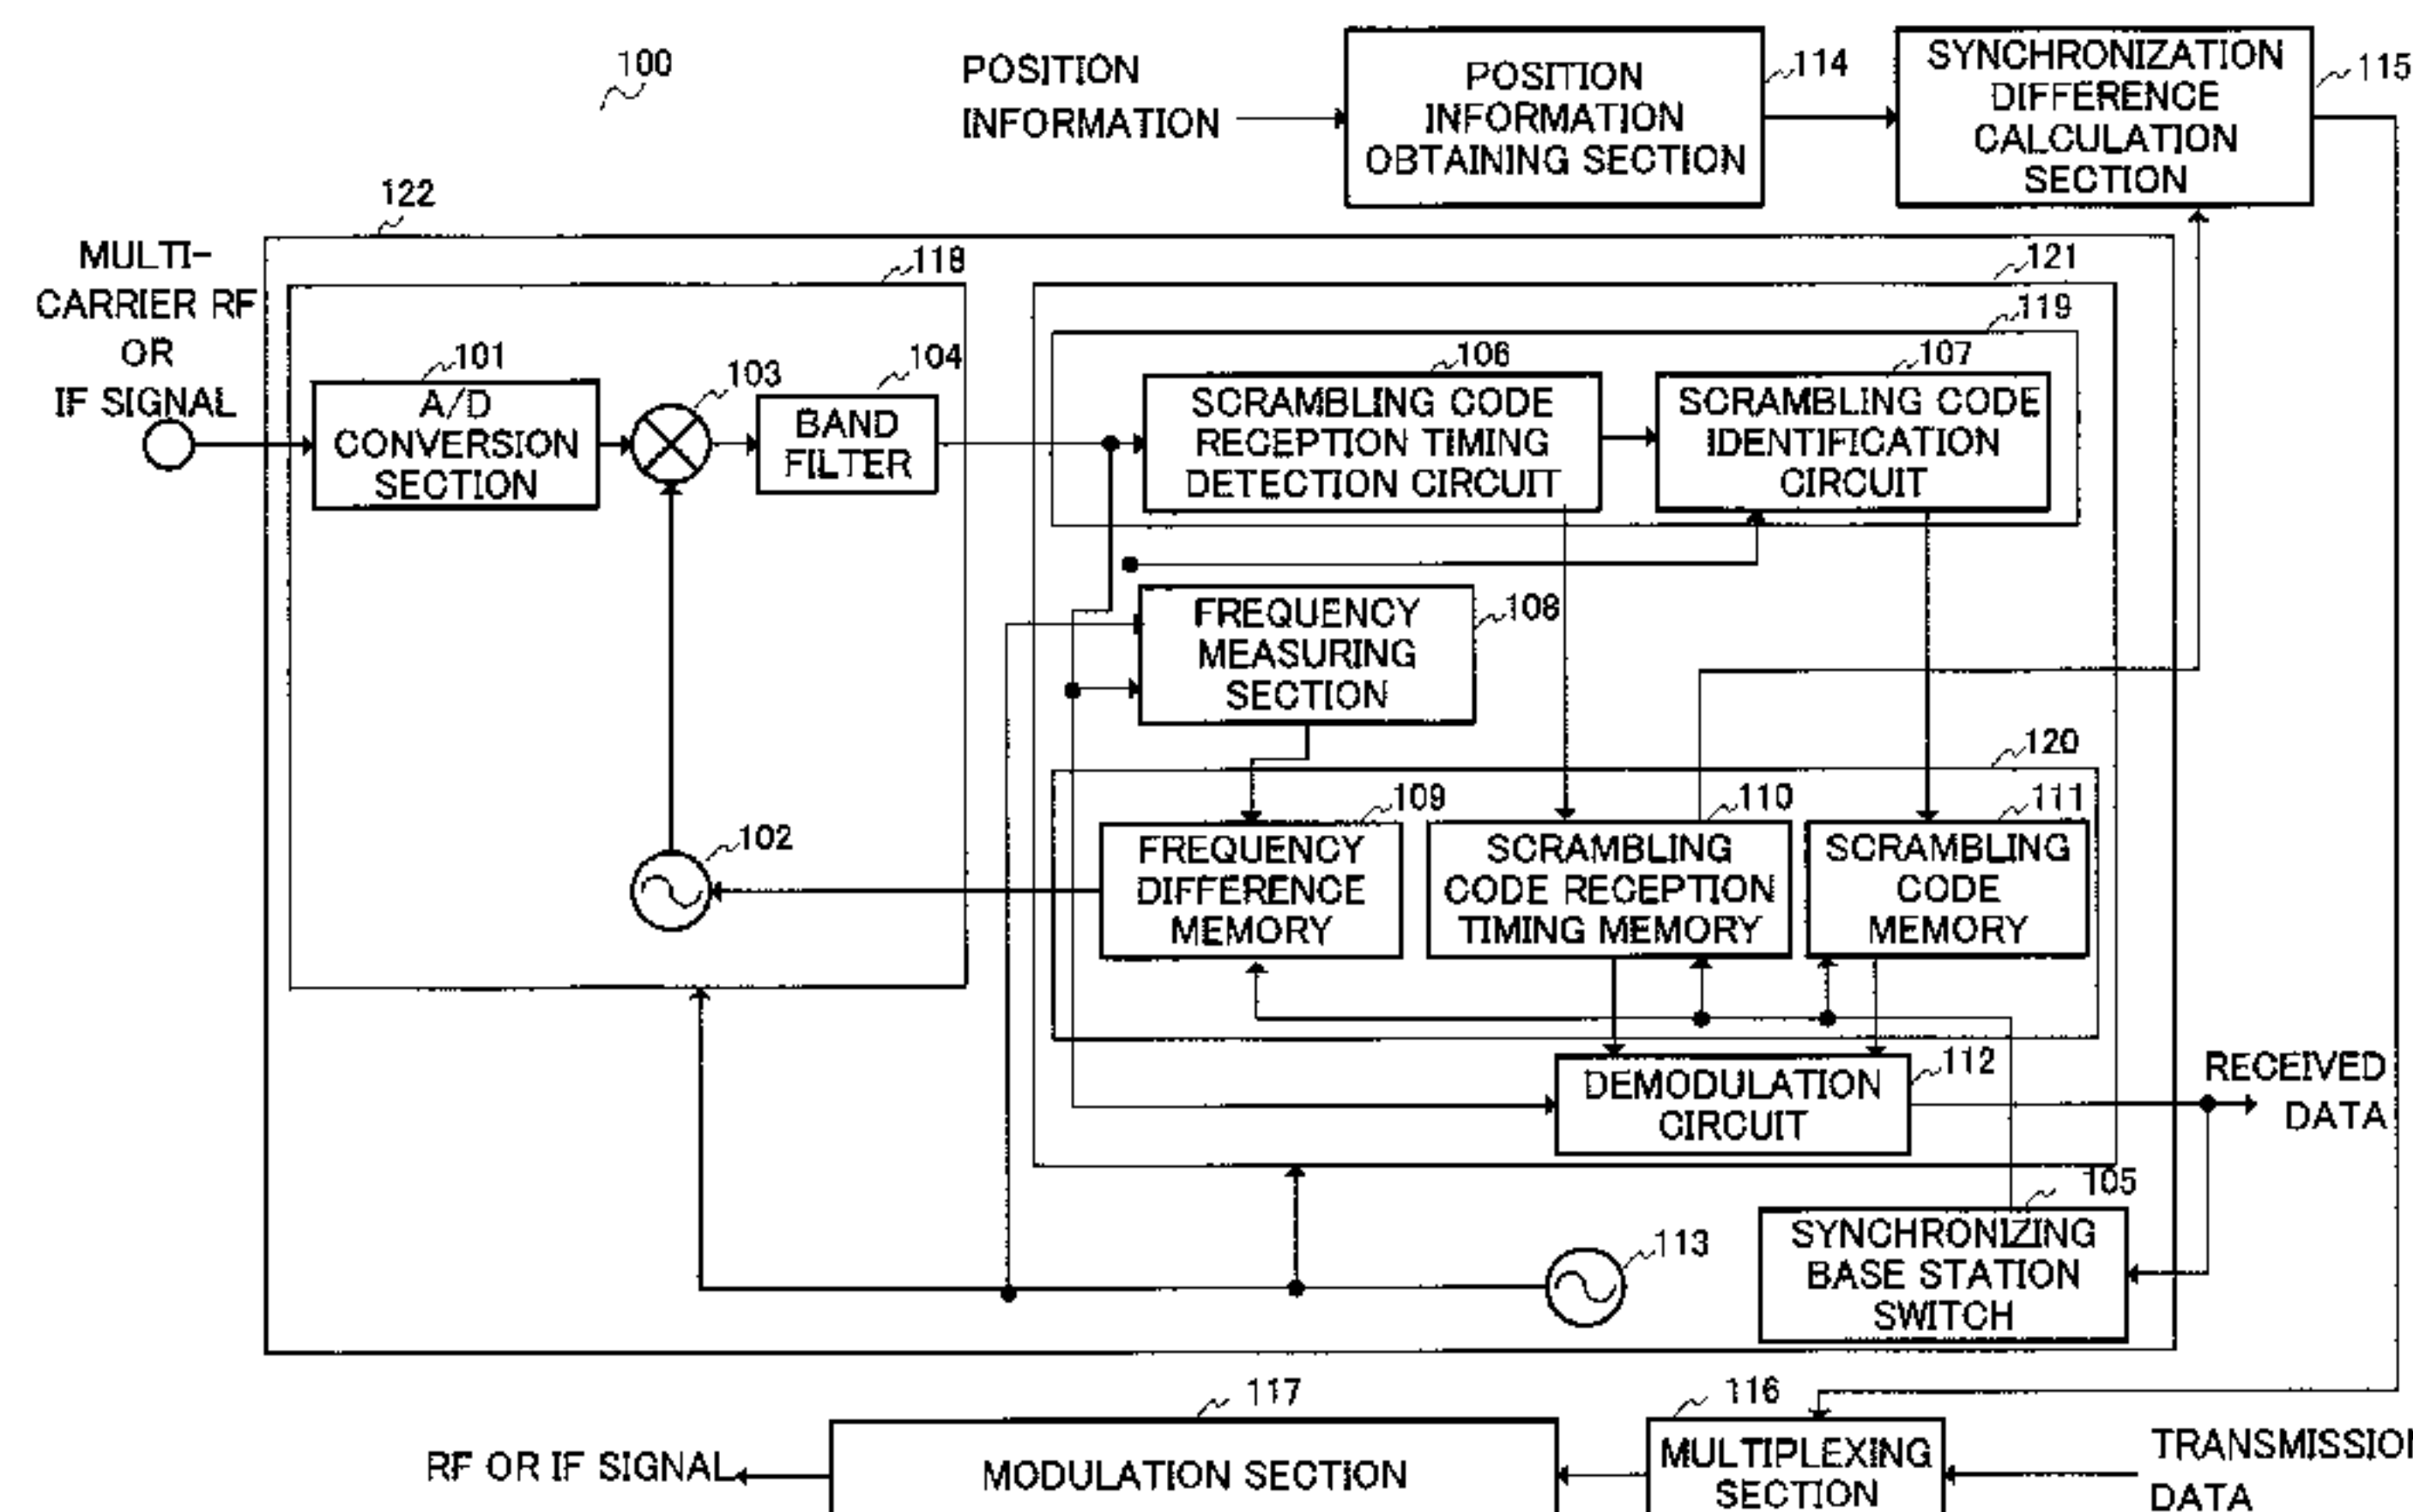 100
POSITION
INFORMATION
POSITION
INFORMATION
OBTAINING SECTION
114
SYNCHRONIZATION
DIFFERENCE
CALCULATION
SECTION
115
122
MULTI-
CARRIER RF
OR
IF SIGNAL
118
121
119
101
A/D
CONVERSION
SECTION
103
104
BAND
FILTER
106
SCRAMBLING CODE
RECEPTION TIMING
DETECTION CIRCUIT
107
SCRAMBLING CODE
IDENTIFICATION
CIRCUIT
FREQUENCY
MEASURING
SECTION
108
120
102
109
FREQUENCY
DIFFERENCE
MEMORY
110
SCRAMBLING
CODE RECEPTION
TIMING MEMORY
111
SCRAMBLING
CODE
MEMORY
DEMODULATION
CIRCUIT
112
RECEIVED
DATA
105
SYNCHRONIZING
BASE STATION
SWITCH
113
117
116
RF OR IF SIGNAL
MODULATION SECTION
MULTIPLEXING
SECTION
TRANSMISSION
DATA